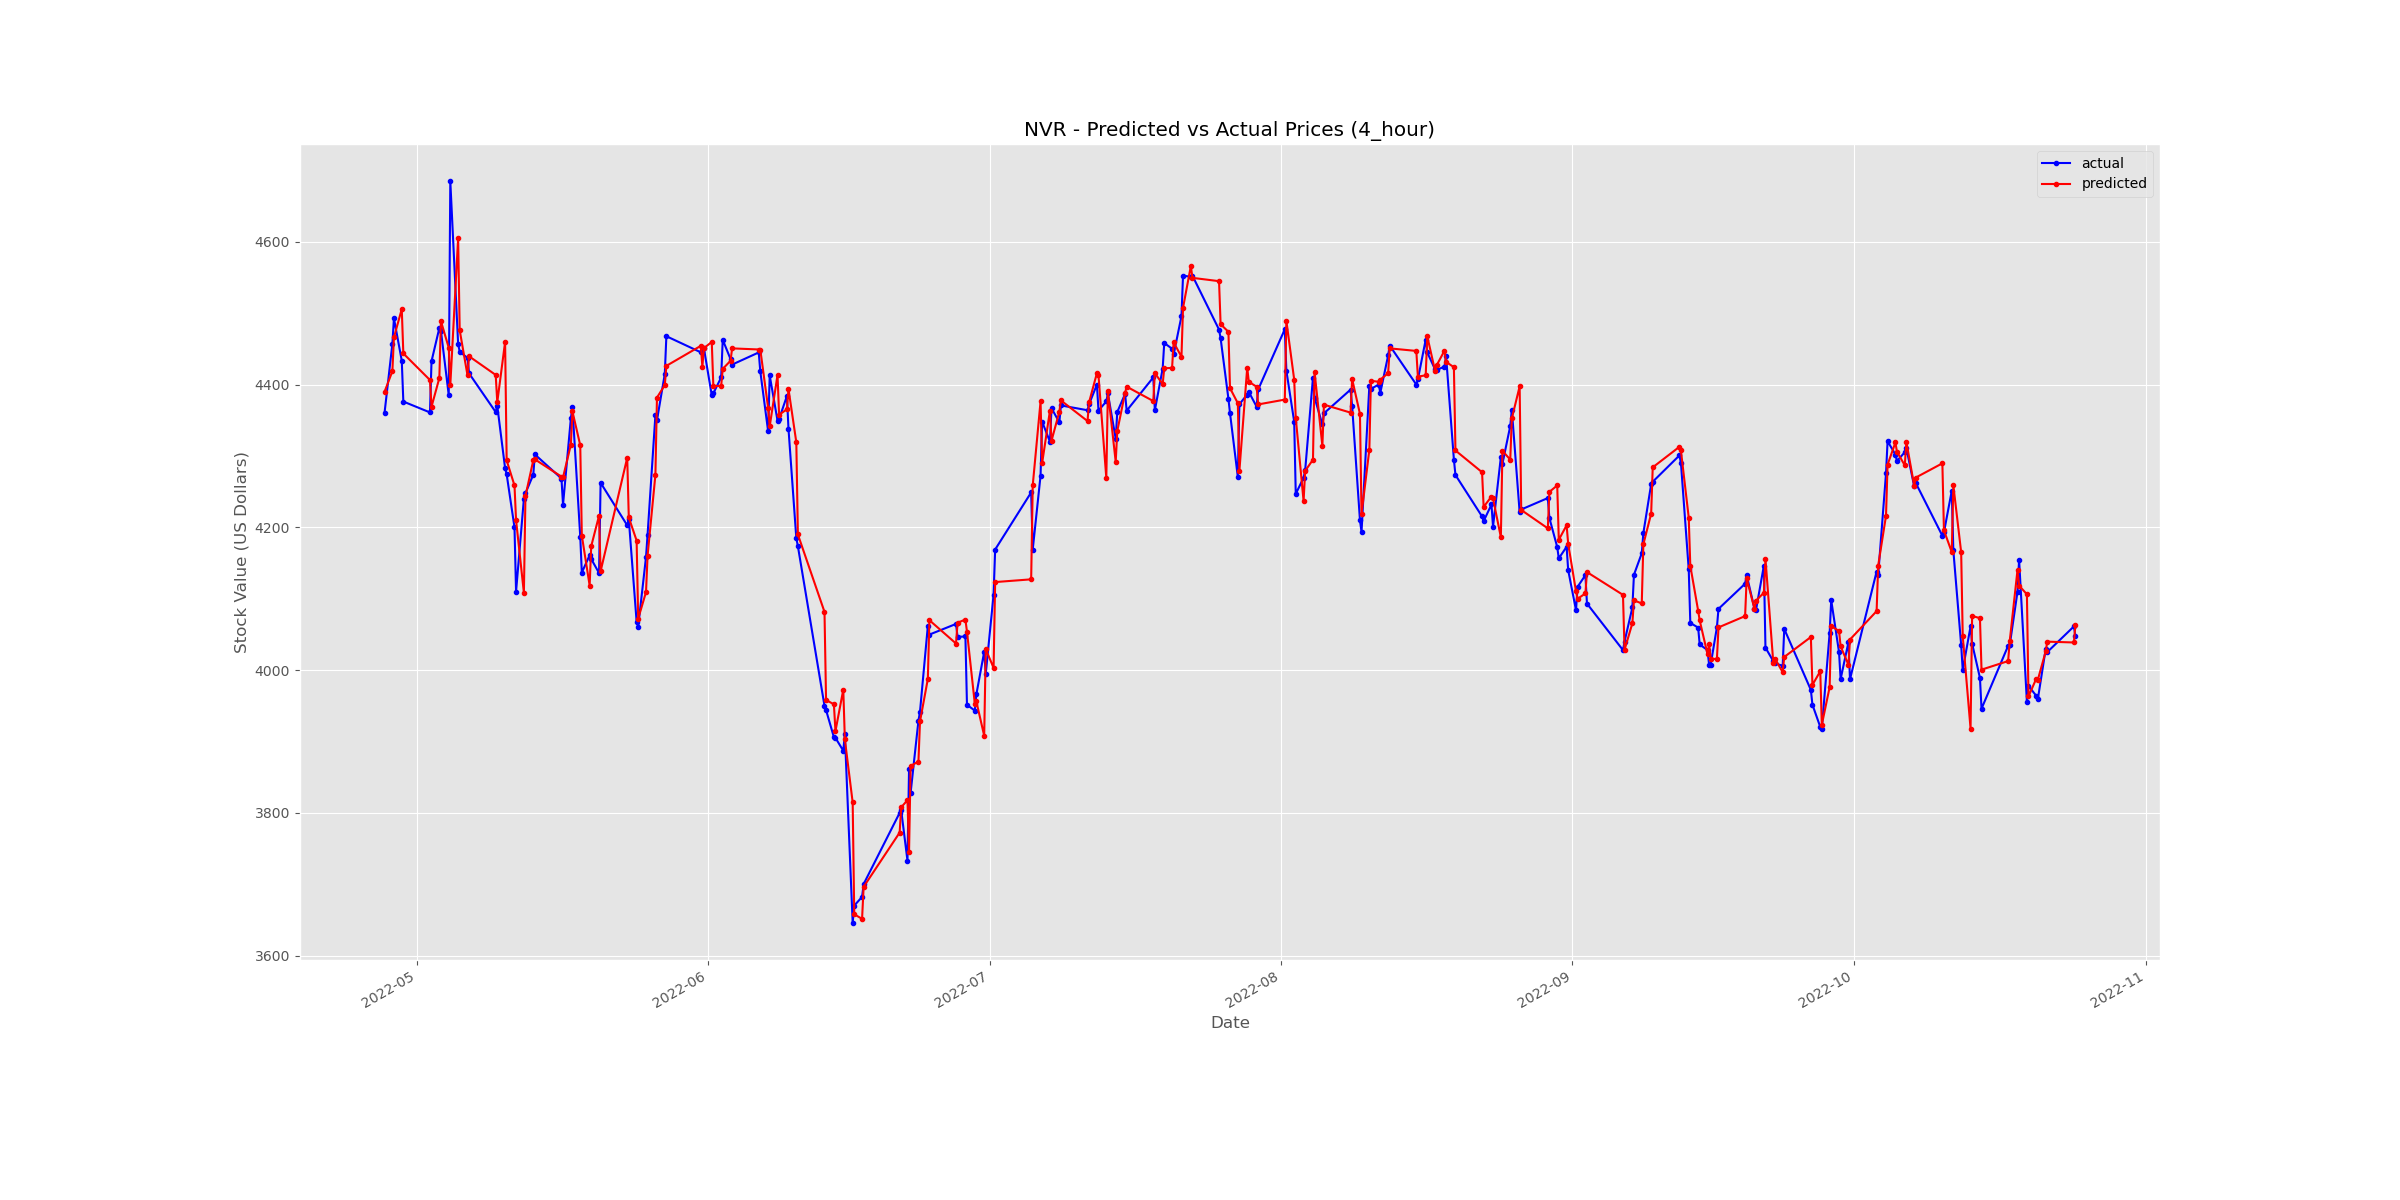 NVR - Predicted vs Actual Prices (4_hour)
actual
predicted
Stock Value (US Dollars)
4600
4400
4200
4000
3800
3600
2022-05
2022-06
2022-07
2022-08
2022-09
2022-10
2022-11
Date